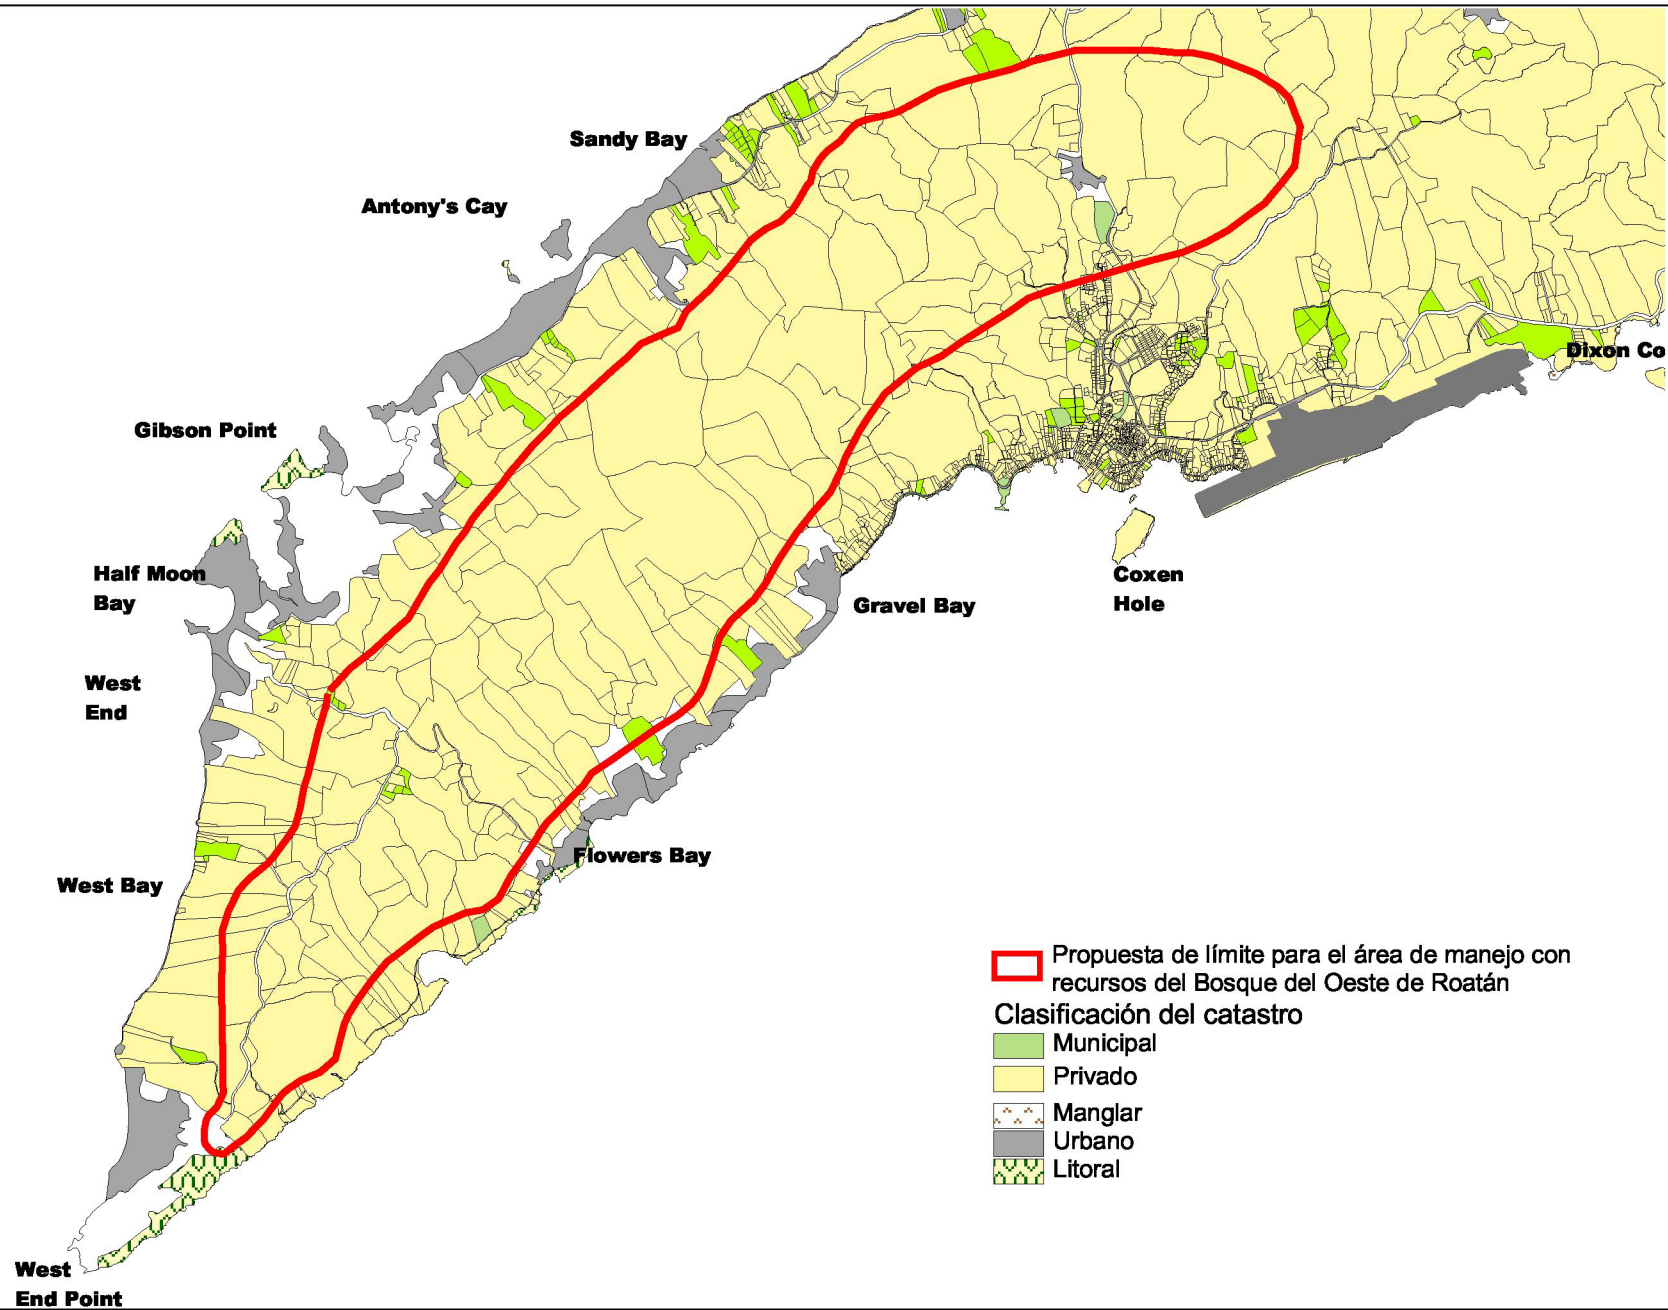 Sandy Bay
Antony's Cay
Gibson Point
Half Moon
Bay
West
End
West Bay
West
End Point
Flowers Bay
Gravel Bay
Coxen
Hole
Dixon Co
Propuesta de límite para el área de manejo con
recursos del Bosque del Oeste de Roatán
Clasificación del catastro
Municipal
Privado
Manglar
Urbano
Litoral